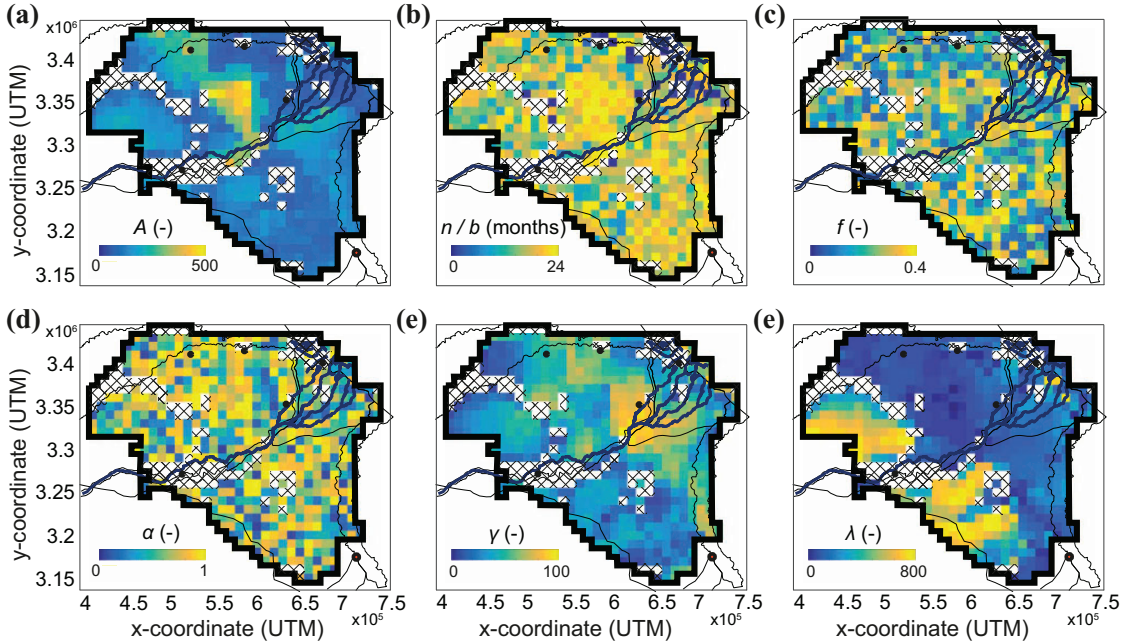 (a) (b) (c)
x10⁶
3.4
3.35
3.3
3.25
3.2
3.15
y-coordinate (UTM)
A (-) n / b (months) f (-)
0 500 0 24 0 0.4
(d) (e) (e)
x10⁶
3.4
3.35
3.3
3.25
3.2
3.15
y-coordinate (UTM)
α (-) γ (-) λ (-)
0 1 0 100 0 800
4 4.5 5 5.5 6 6.5 7 7.5 4 4.5 5 5.5 6 6.5 7 7.5 4 4.5 5 5.5 6 6.5 7 7.5
x10⁵ x10⁵ x10⁵
x-coordinate (UTM) x-coordinate (UTM) x-coordinate (UTM)